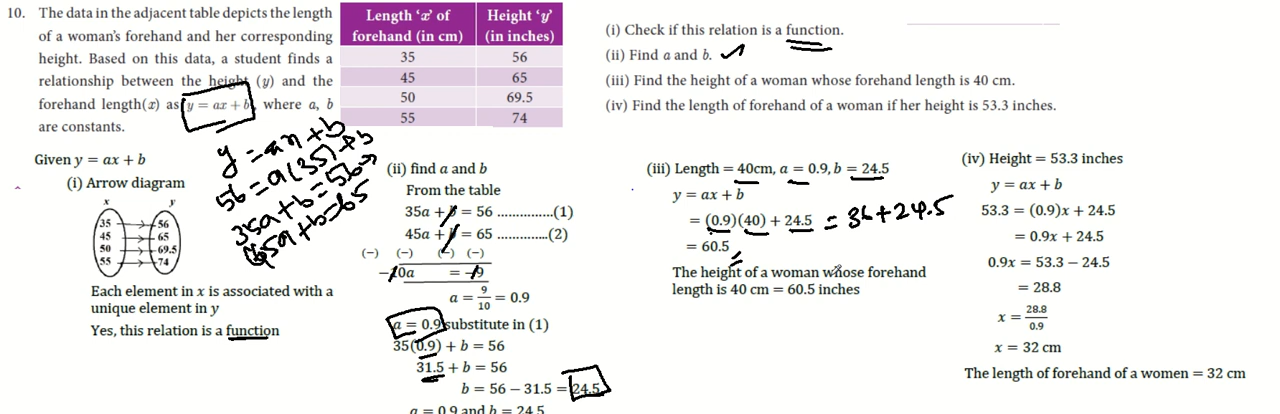 10. The data in the adjacent table depicts the length
of a woman's forehand and her corresponding
height. Based on this data, a student finds a
relationship between the height (y) and the
forehand length(x) as y = ax + b, where a, b
are constants.
Length 'x' of forehand (in cm) Height 'y' (in inches)
35 56
45 65
50 69.5
55 74
(i) Check if this relation is a function.
(ii) Find a and b.
(iii) Find the height of a woman whose forehand length is 40 cm.
(iv) Find the length of forehand of a woman if her height is 53.3 inches.
Given y = ax + b
(i) Arrow diagram
x y
35 56
45 65
50 69.5
55 74
Each element in x is associated with a
unique element in y
Yes, this relation is a function
y = ax + b
56 = a(35) + b
35a + b = 56
45a + b = 65
(ii) find a and b
From the table
35a + b = 56 ...............(1)
45a + b = 65 ...............(2)
(−) (−) (−) (−)
−10a = −9
a = 9/10 = 0.9
a = 0.9 substitute in (1)
35(0.9) + b = 56
31.5 + b = 56
b = 56 − 31.5 = 24.5
a = 0.9 and b = 24.5
(iii) Length = 40cm, a = 0.9, b = 24.5
y = ax + b
= (0.9)(40) + 24.5 = 36 + 24.5
= 60.5
The height of a woman whose forehand
length is 40 cm = 60.5 inches
(iv) Height = 53.3 inches
y = ax + b
53.3 = (0.9)x + 24.5
= 0.9x + 24.5
0.9x = 53.3 − 24.5
= 28.8
x = 28.8/0.9
x = 32 cm
The length of forehand of a women = 32 cm